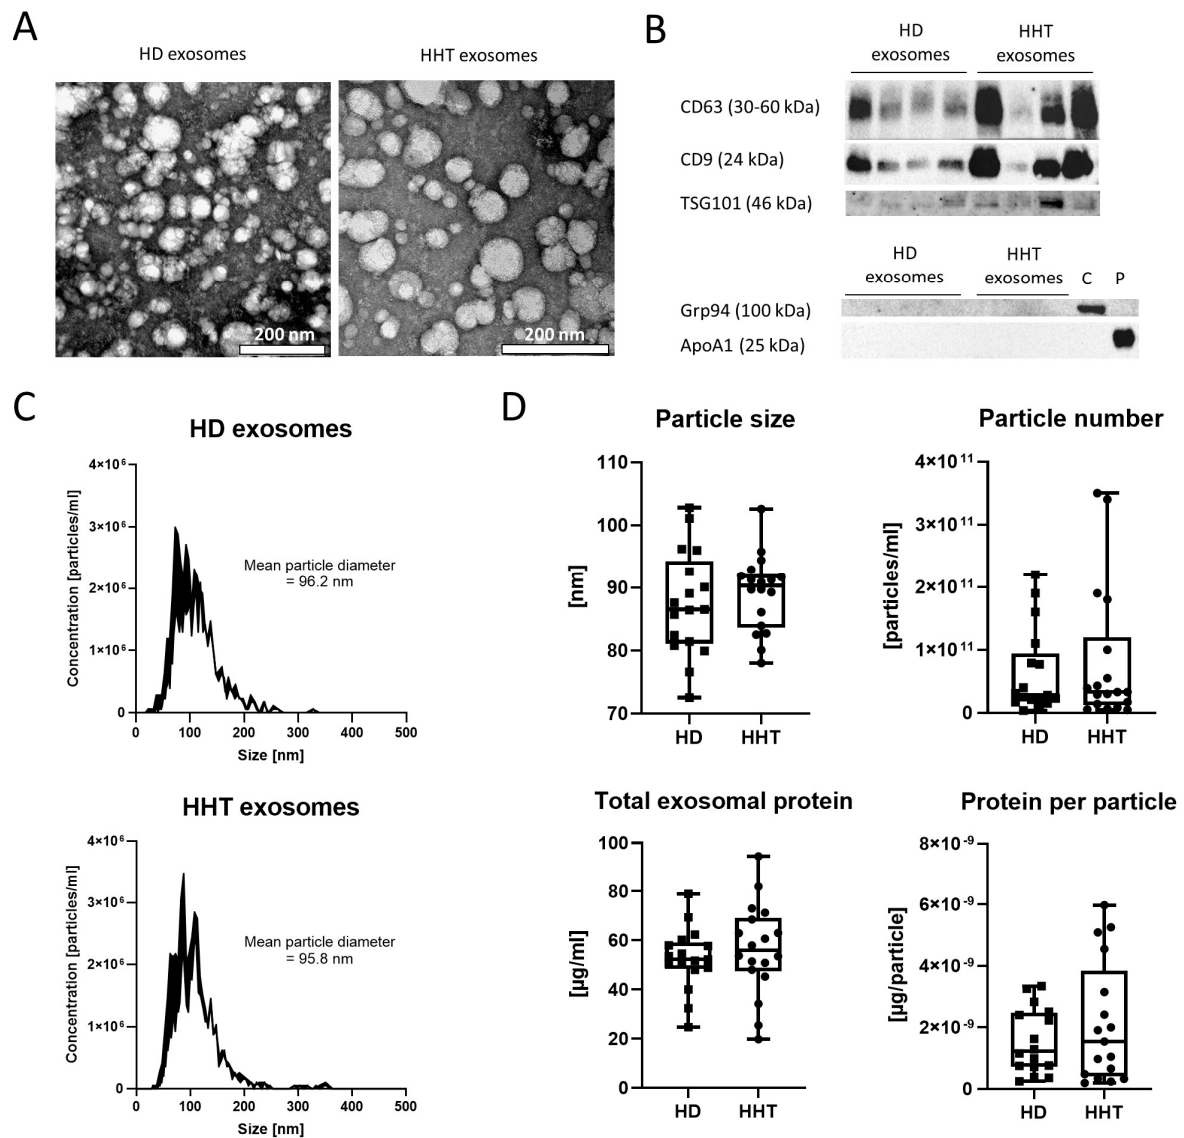 A
HD exosomes
HHT exosomes
200 nm
200 nm
B
HD
exosomes
HHT
exosomes
CD63 (30-60 kDa)
CD9 (24 kDa)
TSG101 (46 kDa)
HD
exosomes
HHT
exosomes
C
P
Grp94 (100 kDa)
ApoA1 (25 kDa)
C
HD exosomes
Concentration [particles/ml]
4×10⁶
3×10⁶
2×10⁶
1×10⁶
0
Mean particle diameter
= 96.2 nm
0 100 200 300 400 500
Size [nm]
HHT exosomes
Concentration [particles/ml]
4×10⁶
3×10⁶
2×10⁶
1×10⁶
0
Mean particle diameter
= 95.8 nm
0 100 200 300 400 500
Size [nm]
D
Particle size
[nm]
110
100
90
80
70
HD HHT
Particle number
[particles/ml]
4×10¹¹
3×10¹¹
2×10¹¹
1×10¹¹
0
HD HHT
Total exosomal protein
[µg/ml]
100
80
60
40
20
0
HD HHT
Protein per particle
[µg/particle]
8×10⁻⁹
6×10⁻⁹
4×10⁻⁹
2×10⁻⁹
0
HD HHT